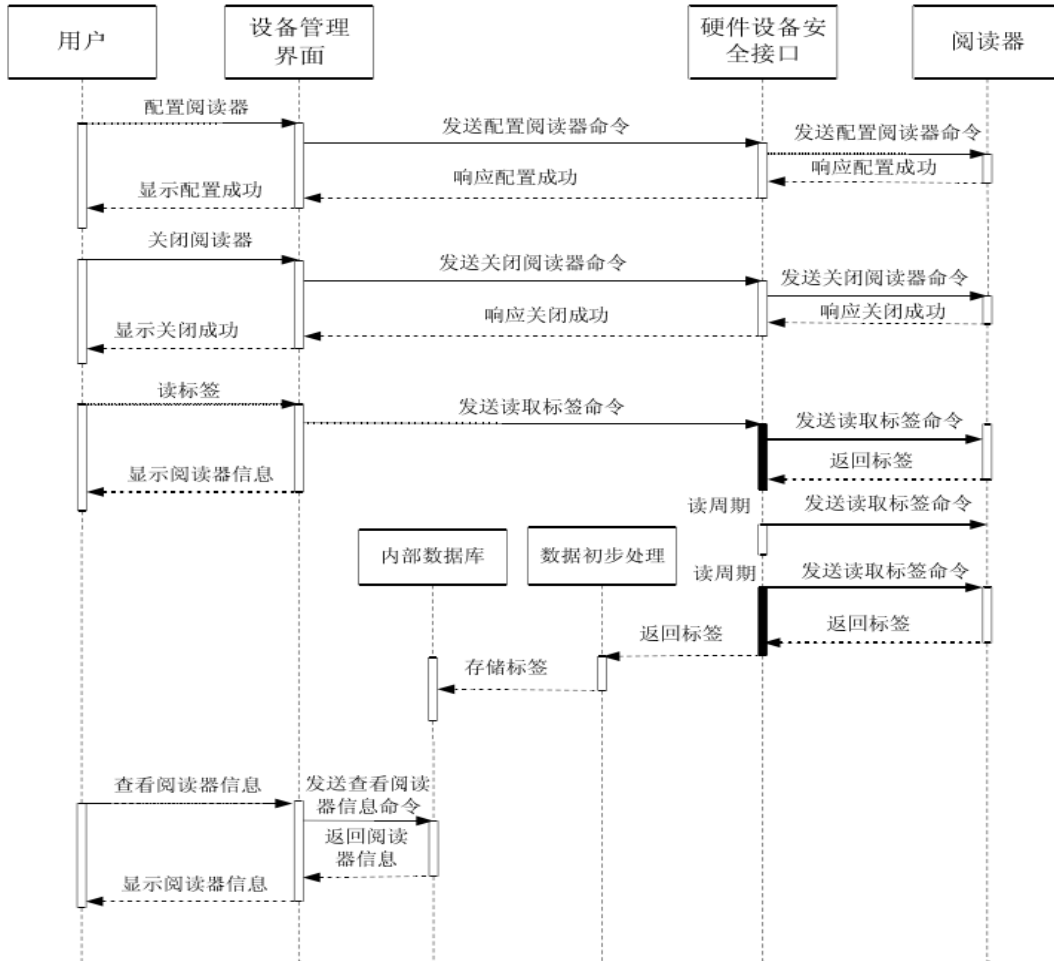 用户
设备管理
界面
硬件设备安
全接口
阅读器
配置阅读器
发送配置阅读器命令
发送配置阅读器命令
响应配置成功
响应配置成功
显示配置成功
关闭阅读器
发送关闭阅读器命令
发送关闭阅读器命令
响应关闭成功
响应关闭成功
显示关闭成功
读标签
发送读取标签命令
发送读取标签命令
返回标签
显示阅读器信息
读周期
发送读取标签命令
内部数据库
数据初步处理
读周期
发送读取标签命令
返回标签
返回标签
存储标签
查看阅读器信息
发送查看阅读
器信息命令
返回阅读
器信息
显示阅读器信息